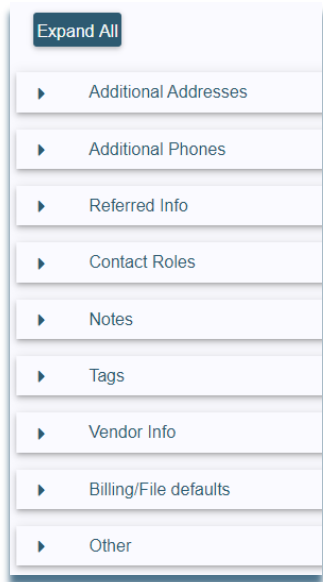 Expand All
Additional Addresses
Additional Phones
Referred Info
Contact Roles
Notes
Tags
Vendor Info
Billing/File defaults
Other